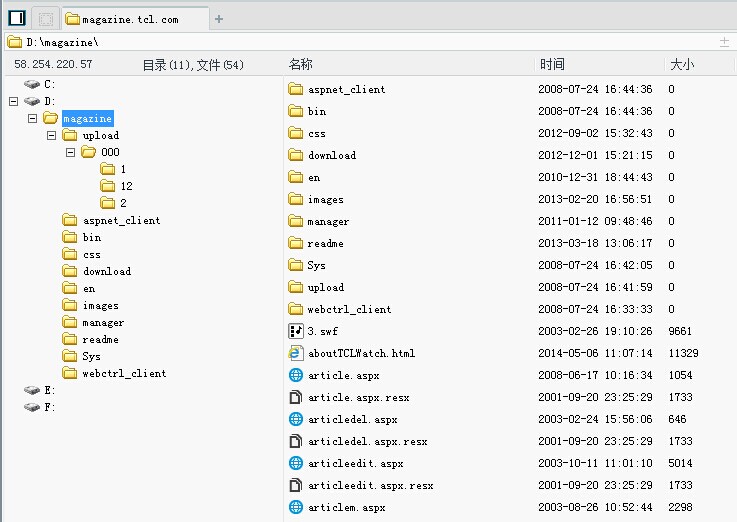 magazine.tcl.com
D:\magazine\
58.254.220.57 目录(11),文件(54) 名称 时间 大小
C:
D:
magazine
upload
000
1
12
2
aspnet_client
bin
css
download
en
images
manager
readme
Sys
webctrl_client
E:
F:
aspnet_client 2008-07-24 16:44:36 0
bin 2008-07-24 16:44:36 0
css 2012-09-02 15:32:43 0
download 2012-12-01 15:21:15 0
en 2010-12-31 18:44:43 0
images 2013-02-20 16:56:51 0
manager 2011-01-12 09:48:46 0
readme 2013-03-18 13:06:17 0
Sys 2008-07-24 16:42:05 0
upload 2008-07-24 16:41:59 0
webctrl_client 2008-07-24 16:33:33 0
3.swf 2003-02-26 19:10:26 9661
aboutTCLWatch.html 2014-05-06 11:07:14 11329
article.aspx 2008-06-17 10:16:34 1054
article.aspx.resx 2001-09-20 23:25:29 1733
articledel.aspx 2003-02-24 15:56:06 646
articledel.aspx.resx 2001-09-20 23:25:29 1733
articleedit.aspx 2003-10-11 11:01:10 5014
articleedit.aspx.resx 2001-09-20 23:25:29 1733
articlem.aspx 2003-08-26 10:52:44 2298